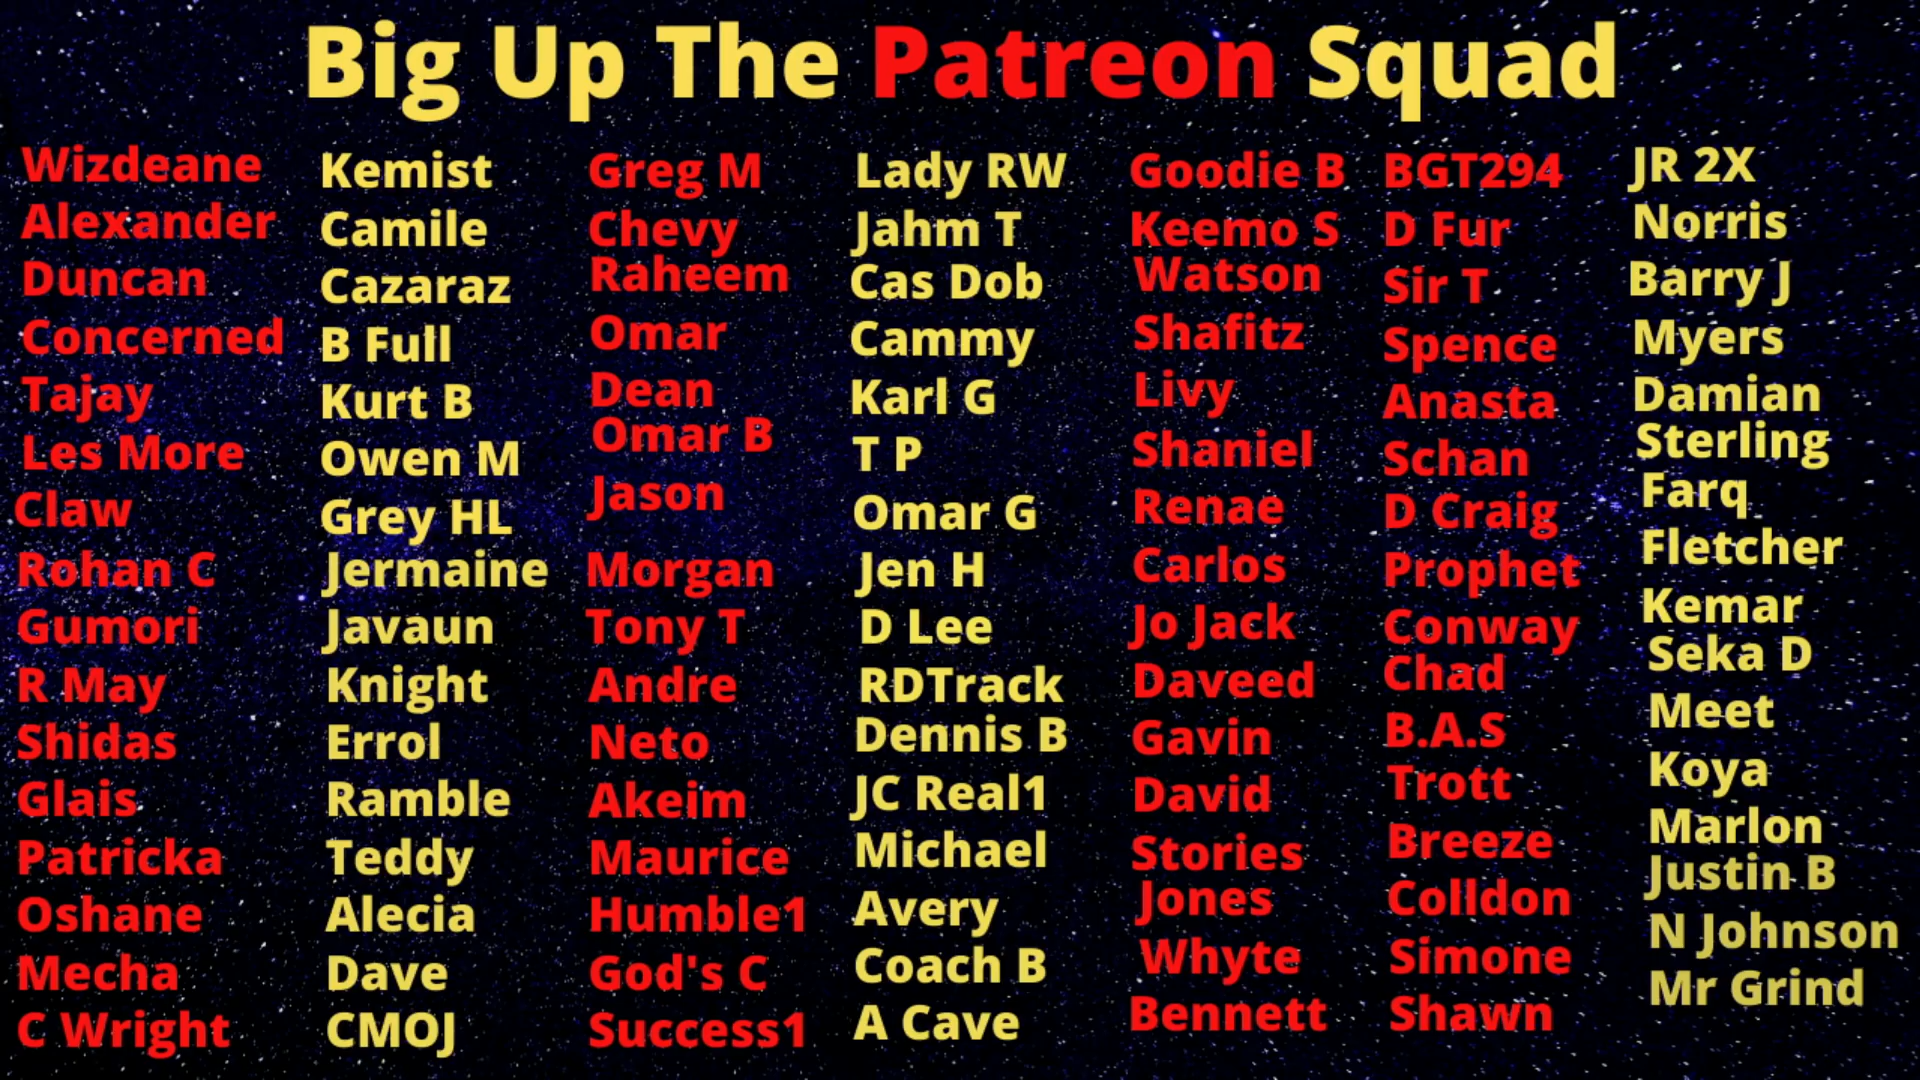 Big Up The Patreon Squad
Wizdeane
Alexander
Duncan
Concerned
Tajay
Les More
Claw
Rohan C
Gumori
R May
Shidas
Glais
Patricka
Oshane
Mecha
C Wright
Kemist
Camile
Cazaraz
B Full
Kurt B
Owen M
Grey HL
Jermaine
Javaun
Knight
Errol
Ramble
Teddy
Alecia
Dave
CMOJ
Greg M
Chevy
Raheem
Omar
Dean
Omar B
Jason
Morgan
Tony T
Andre
Neto
Akeim
Maurice
Humble1
God's C
Success1
Lady RW
Jahm T
Cas Dob
Cammy
Karl G
T P
Omar G
Jen H
D Lee
RDTrack
Dennis B
JC Real1
Michael
Avery
Coach B
A Cave
Goodie B
Keemo S
Watson
Shafitz
Livy
Shaniel
Renae
Carlos
Jo Jack
Daveed
Gavin
David
Stories
Jones
Whyte
Bennett
BGT294
D Fur
Sir T
Spence
Anasta
Schan
D Craig
Prophet
Conway
Chad
B.A.S
Trott
Breeze
Colldon
Simone
Shawn
JR 2X
Norris
Barry J
Myers
Damian
Sterling
Farq
Fletcher
Kemar
Seka D
Meet
Koya
Marlon
Justin B
N Johnson
Mr Grind